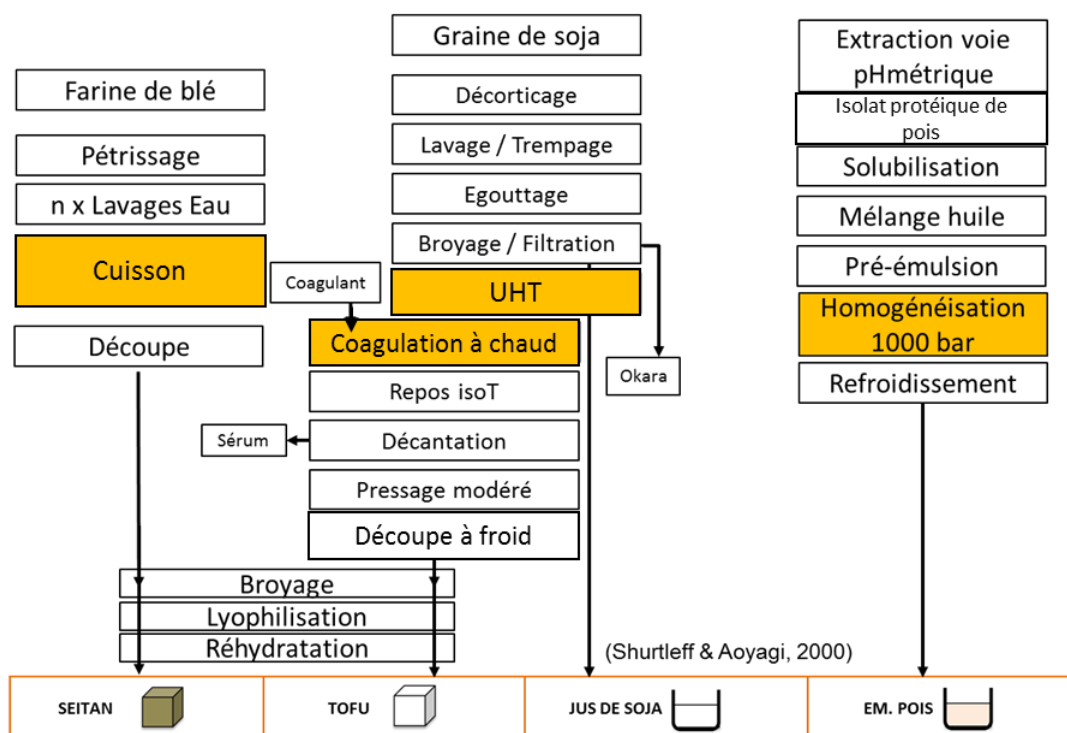 Farine de blé
Pétrissage
n x Lavages Eau
Cuisson
Découpe
Graine de soja
Décorticage
Lavage / Trempage
Egouttage
Broyage / Filtration
Coagulant
UHT
Coagulation à chaud
Okara
Repos isoT
Sérum
Décantation
Pressage modéré
Découpe à froid
Broyage
Lyophilisation
Réhydratation
Extraction voie
pHmétrique
Isolat protéique de
pois
Solubilisation
Mélange huile
Pré-émulsion
Homogénéisation
1000 bar
Refroidissement
(Shurtleff & Aoyagi, 2000)
SEITAN
TOFU
JUS DE SOJA
EM. POIS